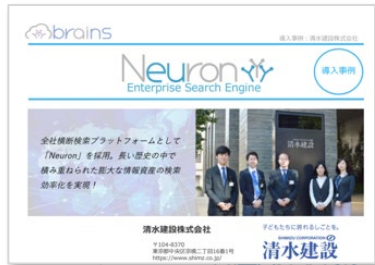 brains
導入事例：清水建設株式会社
Neuron
Enterprise Search Engine
導入事例
全社横断検索プラットフォームとして
「Neuron」を採用。長い歴史の中で
積み重ねられた膨大な情報資産の検索
効率化を実現！
清水建設
清水建設株式会社
〒104-8370
東京都中央区京橋二丁目16番1号
https://www.shimz.co.jp/
子どもたちに誇れるしごとを。
SHIMIZU CORPORATION
清水建設